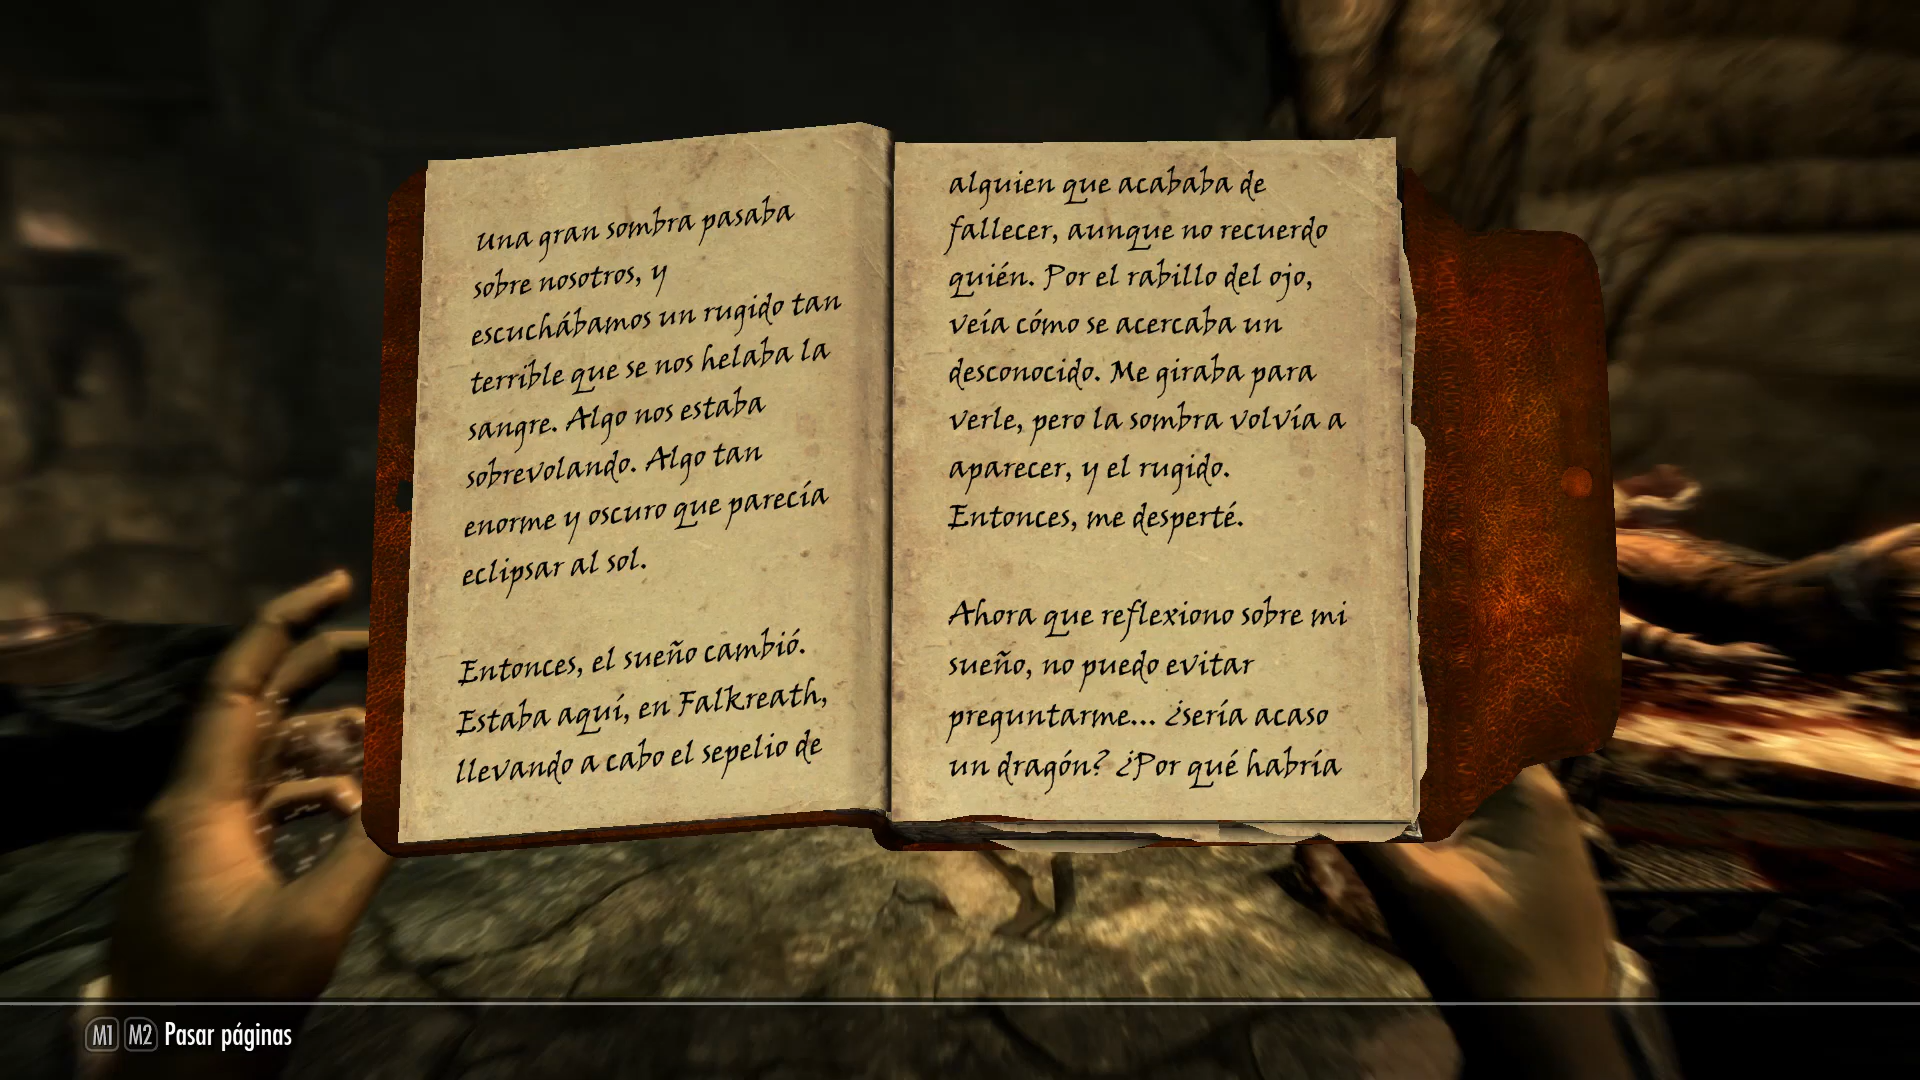 Una gran sombra pasaba
sobre nosotros, y
escuchábamos un rugido tan
terrible que se nos helaba la
sangre. Algo nos estaba
sobrevolando. Algo tan
enorme y oscuro que parecía
eclipsar al sol.
Entonces, el sueño cambió.
Estaba aquí, en Falkreath,
llevando a cabo el sepelio de
alguien que acababa de
fallecer, aunque no recuerdo
quién. Por el rabillo del ojo,
veía cómo se acercaba un
desconocido. Me giraba para
verle, pero la sombra volvía a
aparecer, y el rugido.
Entonces, me desperté.
Ahora que reflexiono sobre mi
sueño, no puedo evitar
preguntarme... ¿sería acaso
un dragón? ¿Por qué habría
M1 M2 Pasar páginas